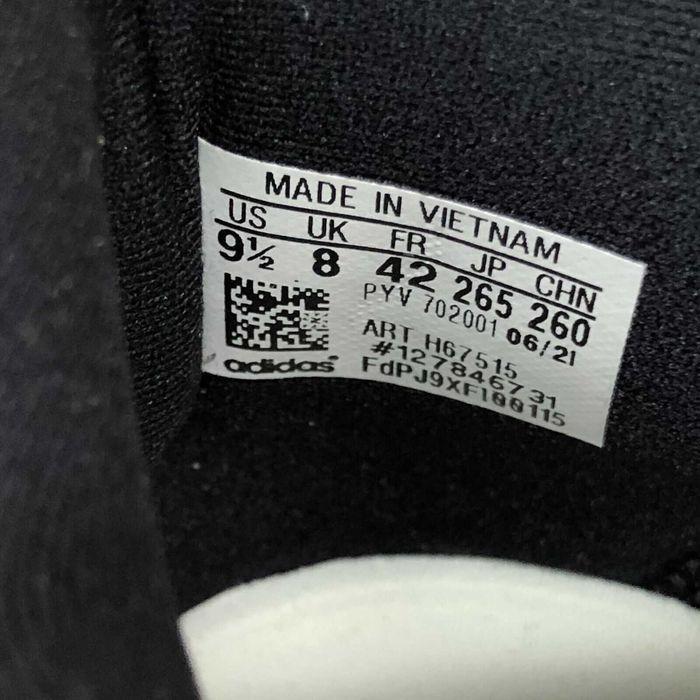 MADE IN VIETNAM
US UK FR JP CHN
9½ 8 42 265 260
PYV 702001 06/21
ART H67515
#127846731
FdPJ9XF100115
adidas